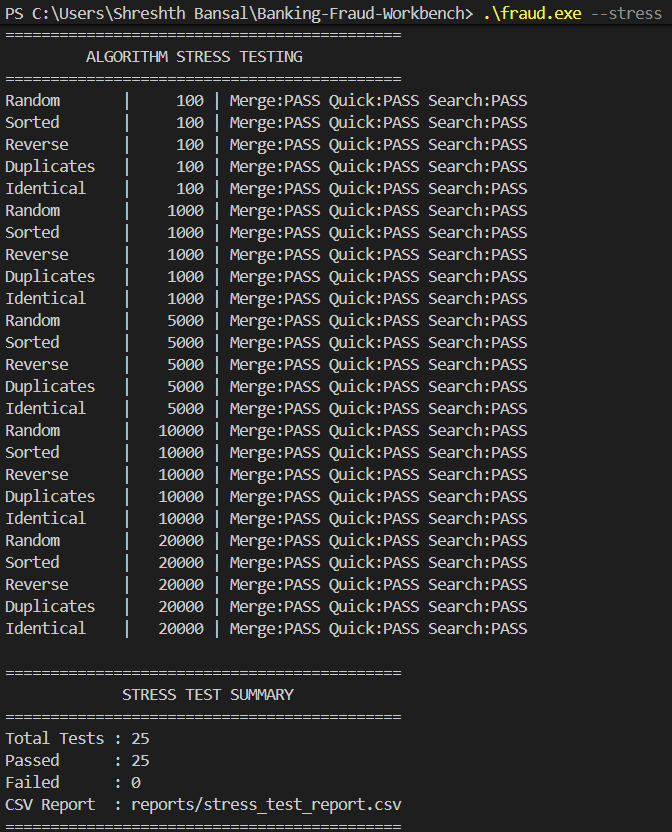 PS C:\Users\Shreshth Bansal\Banking-Fraud-Workbench> .\fraud.exe --stress
============================================
         ALGORITHM STRESS TESTING
============================================
Random       |     100 | Merge:PASS Quick:PASS Search:PASS
Sorted       |     100 | Merge:PASS Quick:PASS Search:PASS
Reverse      |     100 | Merge:PASS Quick:PASS Search:PASS
Duplicates   |     100 | Merge:PASS Quick:PASS Search:PASS
Identical    |     100 | Merge:PASS Quick:PASS Search:PASS
Random       |    1000 | Merge:PASS Quick:PASS Search:PASS
Sorted       |    1000 | Merge:PASS Quick:PASS Search:PASS
Reverse      |    1000 | Merge:PASS Quick:PASS Search:PASS
Duplicates   |    1000 | Merge:PASS Quick:PASS Search:PASS
Identical    |    1000 | Merge:PASS Quick:PASS Search:PASS
Random       |    5000 | Merge:PASS Quick:PASS Search:PASS
Sorted       |    5000 | Merge:PASS Quick:PASS Search:PASS
Reverse      |    5000 | Merge:PASS Quick:PASS Search:PASS
Duplicates   |    5000 | Merge:PASS Quick:PASS Search:PASS
Identical    |    5000 | Merge:PASS Quick:PASS Search:PASS
Random       |   10000 | Merge:PASS Quick:PASS Search:PASS
Sorted       |   10000 | Merge:PASS Quick:PASS Search:PASS
Reverse      |   10000 | Merge:PASS Quick:PASS Search:PASS
Duplicates   |   10000 | Merge:PASS Quick:PASS Search:PASS
Identical    |   10000 | Merge:PASS Quick:PASS Search:PASS
Random       |   20000 | Merge:PASS Quick:PASS Search:PASS
Sorted       |   20000 | Merge:PASS Quick:PASS Search:PASS
Reverse      |   20000 | Merge:PASS Quick:PASS Search:PASS
Duplicates   |   20000 | Merge:PASS Quick:PASS Search:PASS
Identical    |   20000 | Merge:PASS Quick:PASS Search:PASS

============================================
             STRESS TEST SUMMARY
============================================
Total Tests : 25
Passed      : 25
Failed      : 0
CSV Report  : reports/stress_test_report.csv
============================================